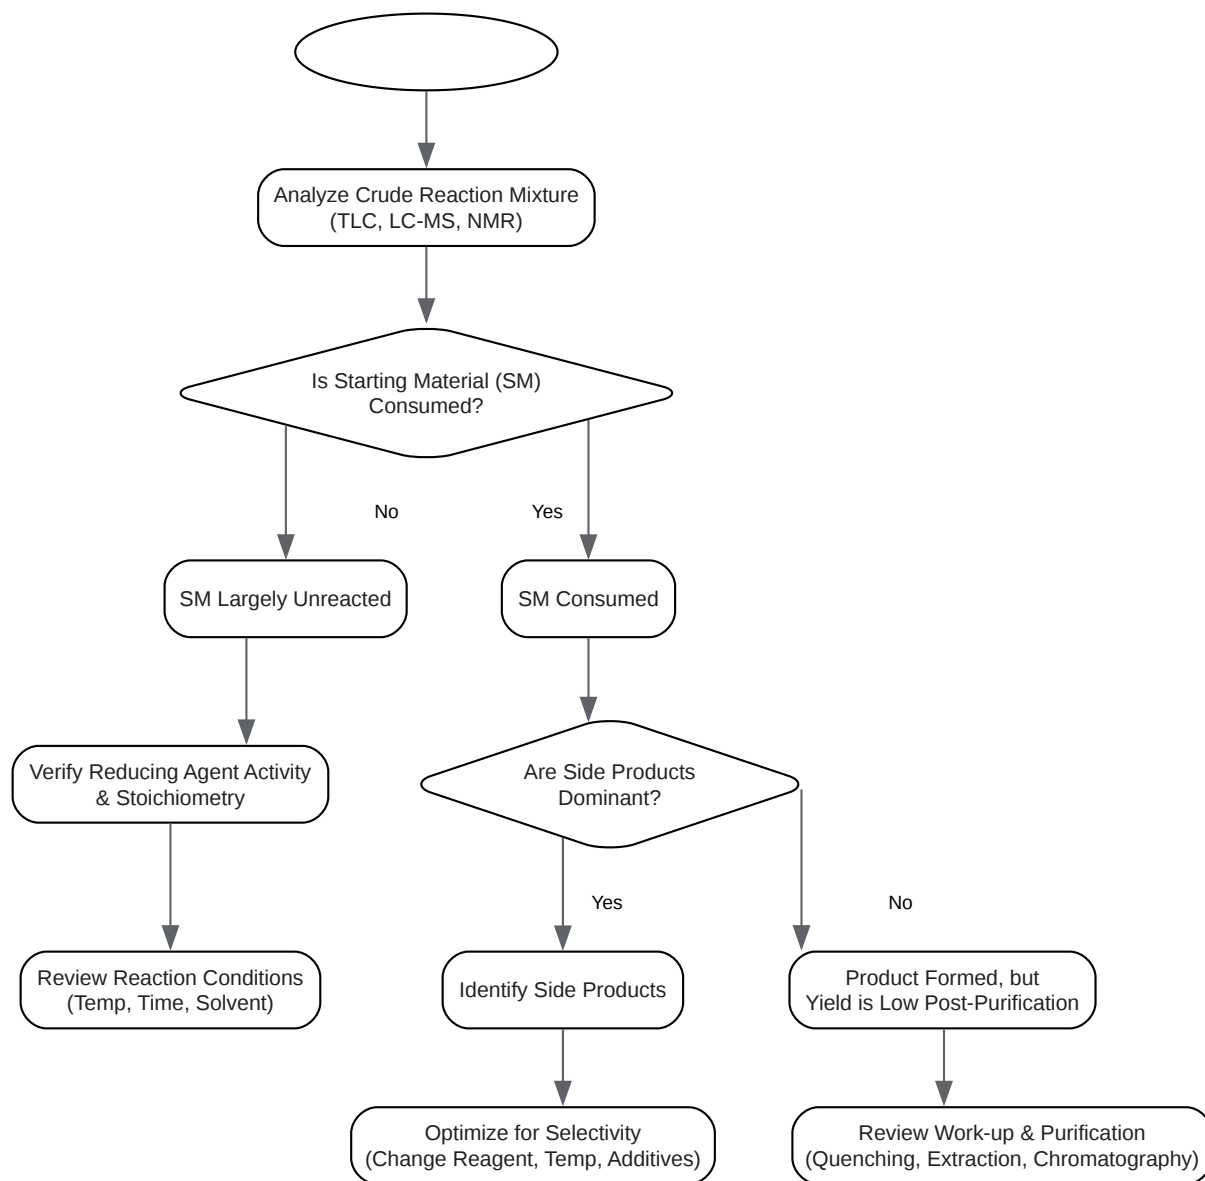 Analyze Crude Reaction Mixture
(TLC, LC-MS, NMR)
Is Starting Material (SM)
Consumed?
No
Yes
SM Largely Unreacted
SM Consumed
Verify Reducing Agent Activity
& Stoichiometry
Are Side Products
Dominant?
Yes
No
Review Reaction Conditions
(Temp, Time, Solvent)
Identify Side Products
Product Formed, but
Yield is Low Post-Purification
Optimize for Selectivity
(Change Reagent, Temp, Additives)
Review Work-up & Purification
(Quenching, Extraction, Chromatography)